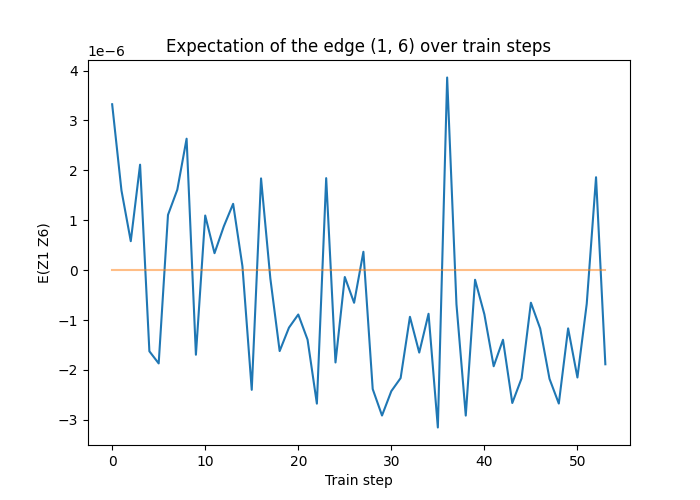 Expectation of the edge (1, 6) over train steps
1e−6
4
3
2
1
0
−1
−2
−3
E(Z1 Z6)
0 10 20 30 40 50
Train step